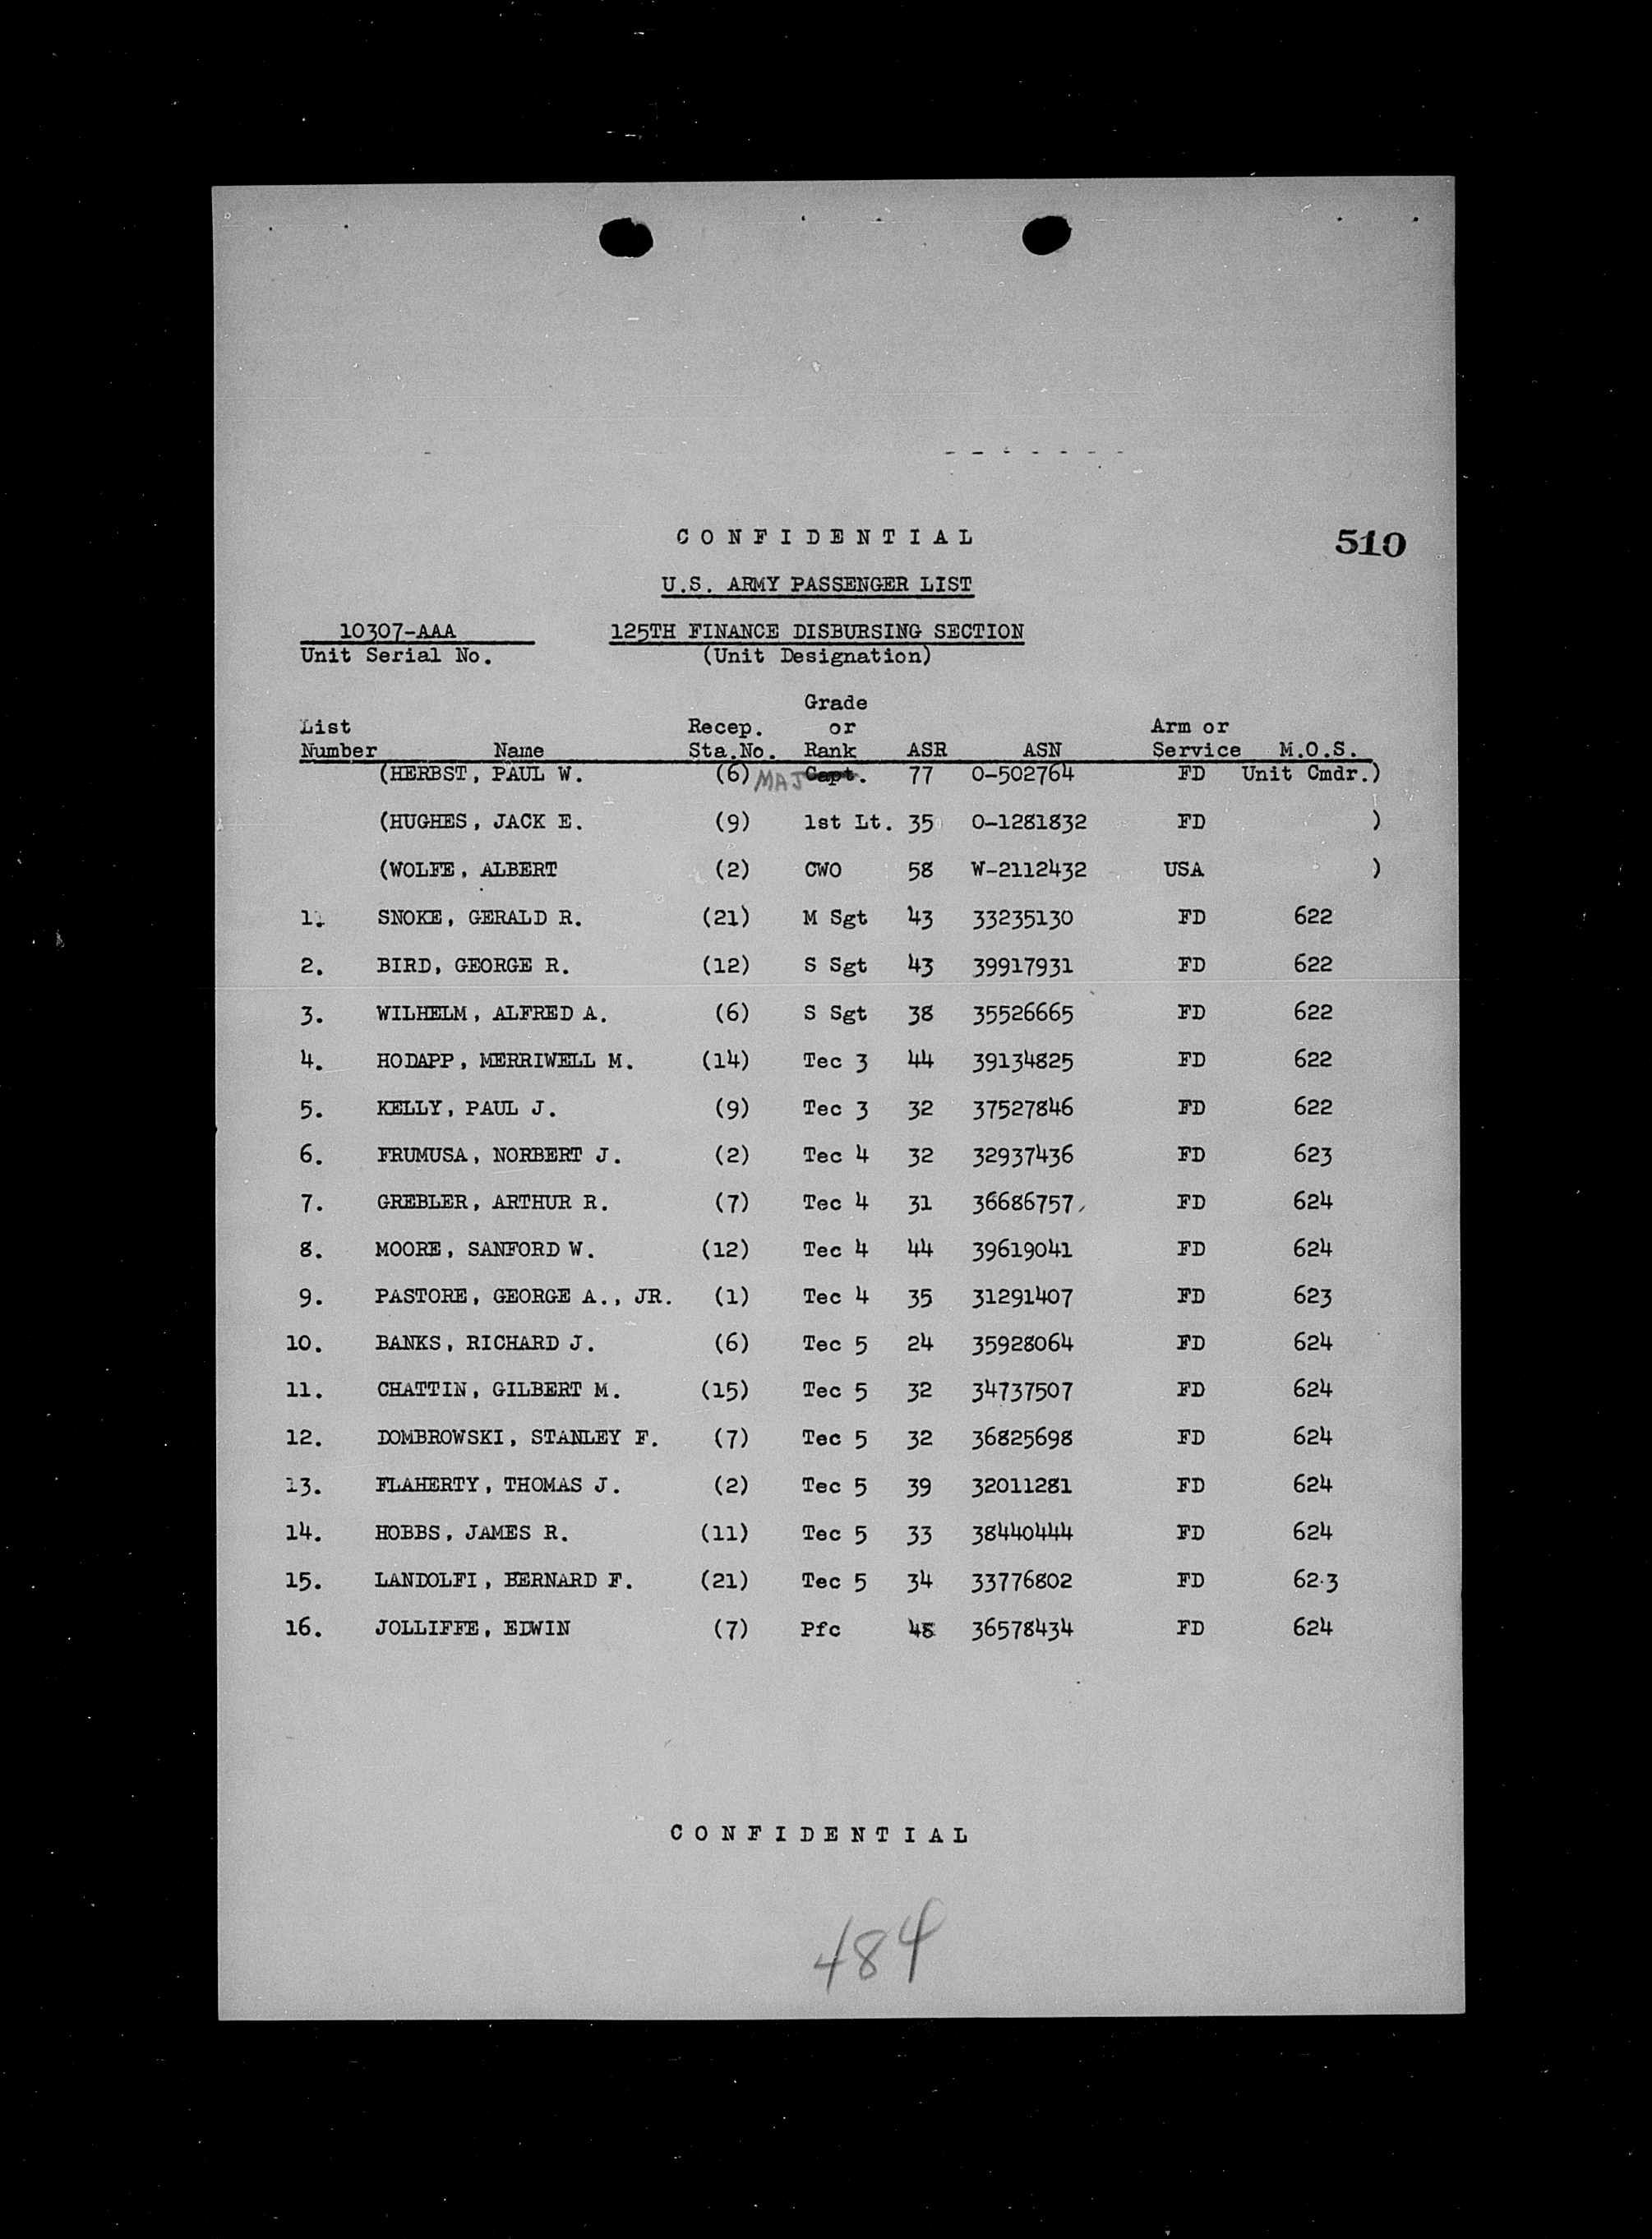 CONFIDENTIAL
510
U.S. ARMY PASSENGER LIST
10307-AAA 125TH FINANCE DISBURSING SECTION
Unit Serial No. (Unit Designation)
Grade
List Recep. or Arm or
Number Name Sta.No. Rank ASR ASN Service M.O.S.
(HERBST, PAUL W. (6) MAJ Capt. 77 O-502764 FD Unit Cmdr.)
(HUGHES, JACK E. (9) 1st Lt. 35 O-1281832 FD )
(WOLFE, ALBERT (2) CWO 58 W-2112432 USA )
1. SNOKE, GERALD R. (21) M Sgt 43 33235130 FD 622
2. BIRD, GEORGE R. (12) S Sgt 43 39917931 FD 622
3. WILHELM, ALFRED A. (6) S Sgt 38 35526665 FD 622
4. HODAPP, MERRIWELL M. (14) Tec 3 44 39134825 FD 622
5. KELLY, PAUL J. (9) Tec 3 32 37527846 FD 622
6. FRUMUSA, NORBERT J. (2) Tec 4 32 32937436 FD 623
7. GREBLER, ARTHUR R. (7) Tec 4 31 36686757 FD 624
8. MOORE, SANFORD W. (12) Tec 4 44 39619041 FD 624
9. PASTORE, GEORGE A., JR. (1) Tec 4 35 31291407 FD 623
10. BANKS, RICHARD J. (6) Tec 5 24 35928064 FD 624
11. CHATTIN, GILBERT M. (15) Tec 5 32 34737507 FD 624
12. DOMBROWSKI, STANLEY F. (7) Tec 5 32 36825698 FD 624
13. FLAHERTY, THOMAS J. (2) Tec 5 39 32011281 FD 624
14. HOBBS, JAMES R. (11) Tec 5 33 38440444 FD 624
15. LANDOLFI, BERNARD F. (21) Tec 5 34 33776802 FD 62.3
16. JOLLIFFE, EDWIN (7) Pfc 48 36578434 FD 624
CONFIDENTIAL
484